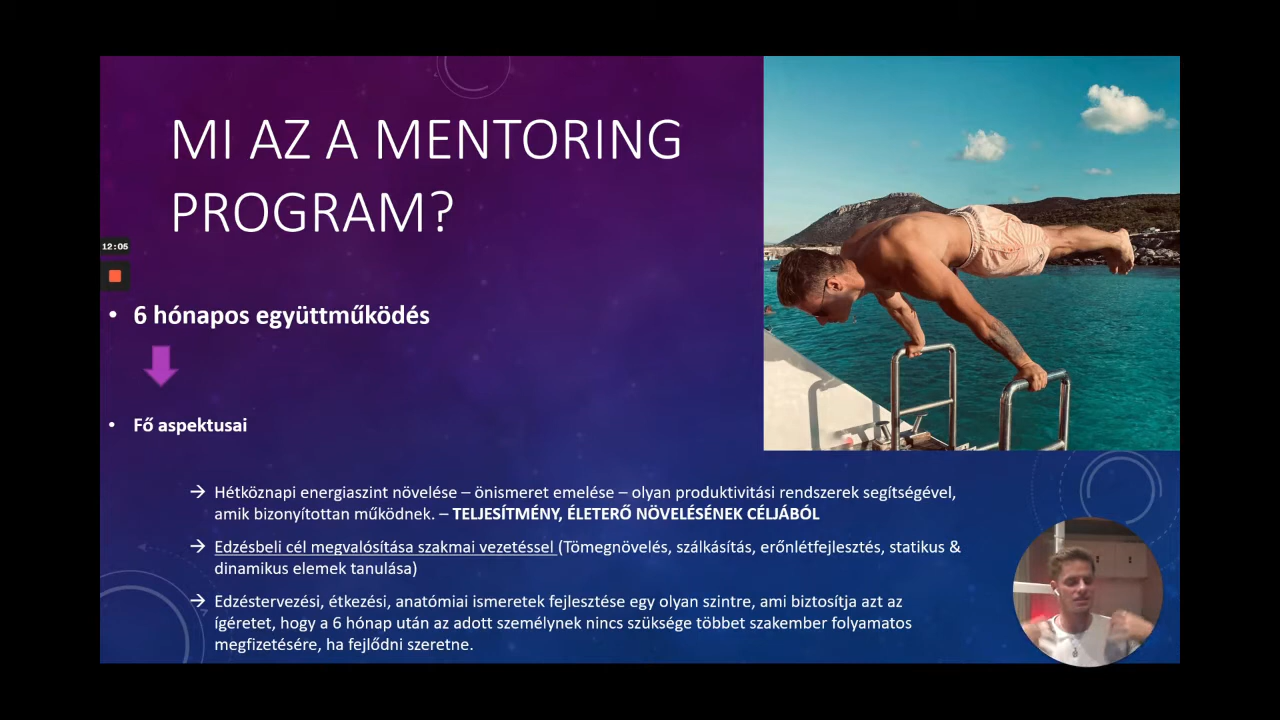 MI AZ A MENTORING
PROGRAM?
12:05
• 6 hónapos együttműködés
• Fő aspektusai
→ Hétköznapi energiaszint növelése – önismeret emelése – olyan produktivitási rendszerek segítségével,
amik bizonyítottan működnek. – TELJESÍTMÉNY, ÉLETERŐ NÖVELÉSÉNEK CÉLJÁBÓL
→ Edzésbeli cél megvalósítása szakmai vezetéssel (Tömegnövelés, szálkásítás, erőnlétfejlesztés, statikus &
dinamikus elemek tanulása)
→ Edzéstervezési, étkezési, anatómiai ismeretek fejlesztése egy olyan szintre, ami biztosítja azt az
ígéretet, hogy a 6 hónap után az adott személynek nincs szüksége többet szakember folyamatos
megfizetésére, ha fejlődni szeretne.